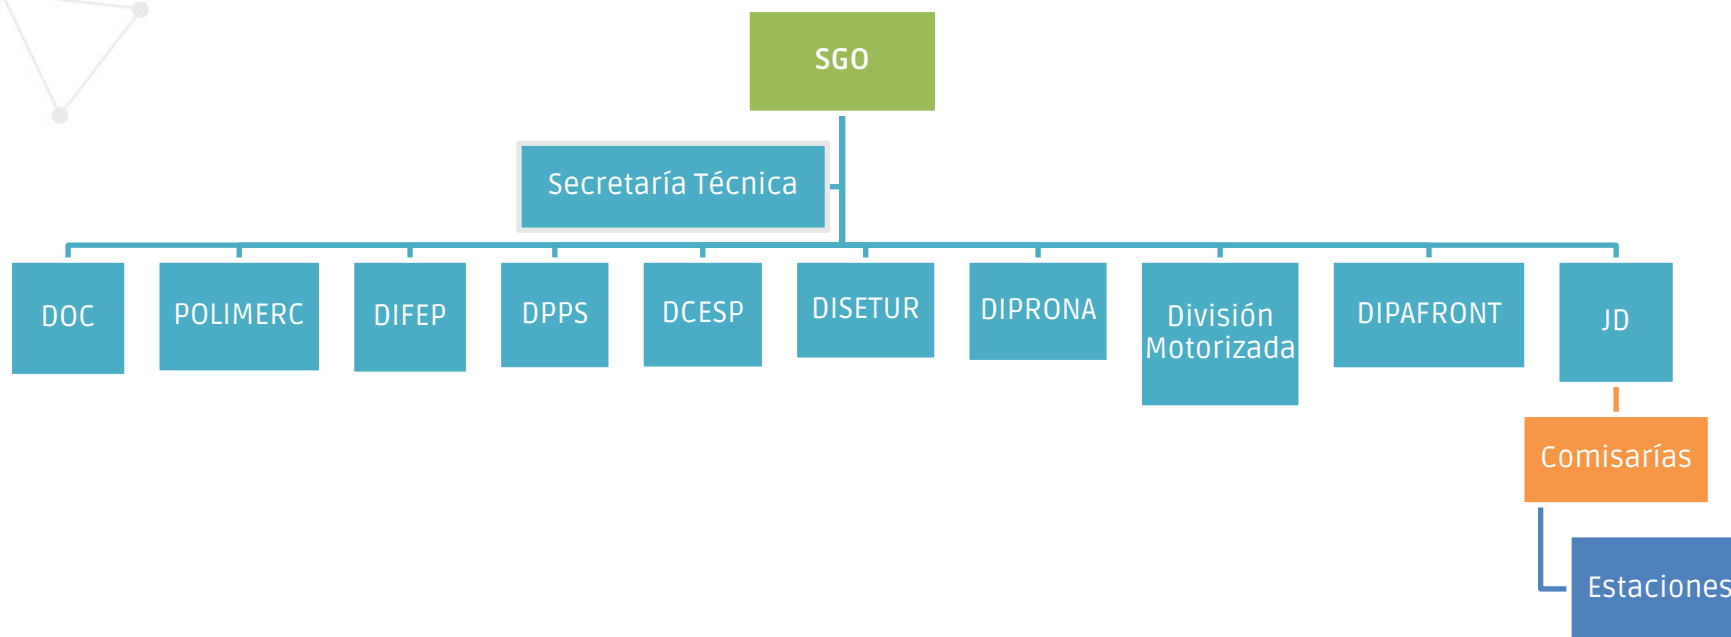 SGO
Secretaría Técnica
DOC
POLIMERC
DIFEP
DPPS
DCESP
DISETUR
DIPRONA
División
Motorizada
DIPAFRONT
JD
Comisarías
Estaciones